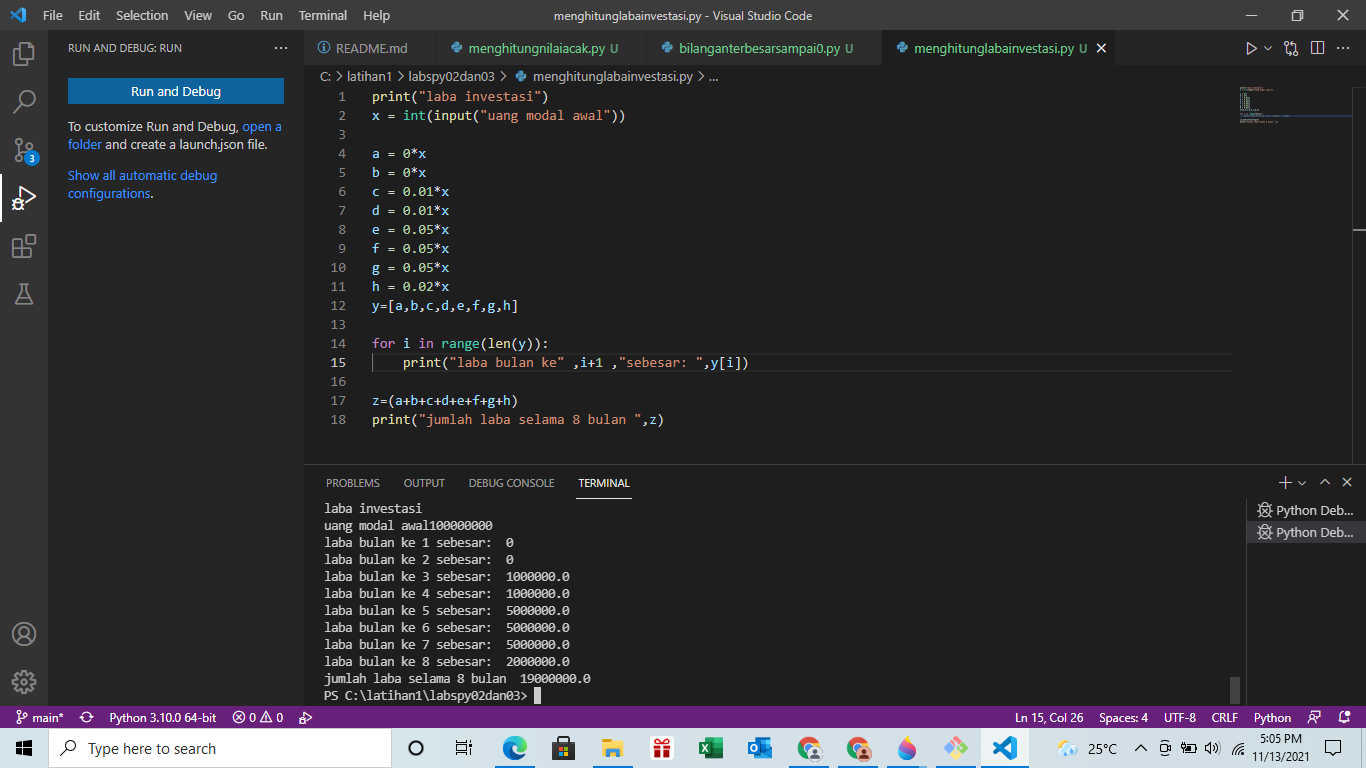 File Edit Selection View Go Run Terminal Help
menghitunglabainvestasi.py - Visual Studio Code
RUN AND DEBUG: RUN ...
Run and Debug
To customize Run and Debug, open a
folder and create a launch.json file.
Show all automatic debug
configurations.
README.md
menghitungnilaiacak.py U
bilanganterbesarsampai0.py U
menghitunglabainvestasi.py U
C: > latihan1 > labspy02dan03 > menghitunglabainvestasi.py > ...
1 print("laba investasi")
2 x = int(input("uang modal awal"))
3
4 a = 0*x
5 b = 0*x
6 c = 0.01*x
7 d = 0.01*x
8 e = 0.05*x
9 f = 0.05*x
10 g = 0.05*x
11 h = 0.02*x
12 y=[a,b,c,d,e,f,g,h]
13
14 for i in range(len(y)):
15     print("laba bulan ke" ,i+1 ,"sebesar: ",y[i])
16
17 z=(a+b+c+d+e+f+g+h)
18 print("jumlah laba selama 8 bulan ",z)
PROBLEMS OUTPUT DEBUG CONSOLE TERMINAL
laba investasi
uang modal awal100000000
laba bulan ke 1 sebesar:  0
laba bulan ke 2 sebesar:  0
laba bulan ke 3 sebesar:  1000000.0
laba bulan ke 4 sebesar:  1000000.0
laba bulan ke 5 sebesar:  5000000.0
laba bulan ke 6 sebesar:  5000000.0
laba bulan ke 7 sebesar:  5000000.0
laba bulan ke 8 sebesar:  2000000.0
jumlah laba selama 8 bulan  19000000.0
PS C:\latihan1\labspy02dan03>
Python Deb...
Python Deb...
3
main* Python 3.10.0 64-bit 0 0
Ln 15, Col 26 Spaces: 4 UTF-8 CRLF Python
Type here to search
25°C
5:05 PM
11/13/2021